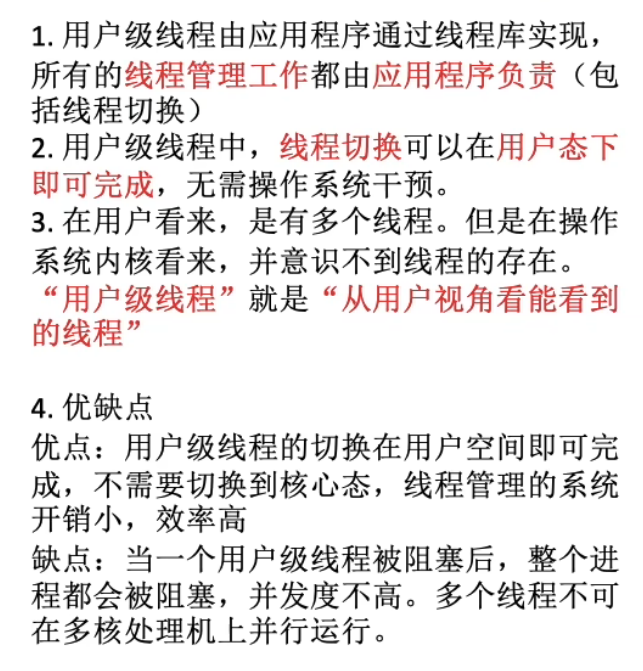 1. 用户级线程由应用程序通过线程库实现，
所有的线程管理工作都由应用程序负责（包
括线程切换）
2. 用户级线程中，线程切换可以在用户态下
即可完成，无需操作系统干预。
3. 在用户看来，是有多个线程。但是在操作
系统内核看来，并意识不到线程的存在。
“用户级线程”就是“从用户视角看能看到
的线程”
4. 优缺点
优点：用户级线程的切换在用户空间即可完
成，不需要切换到核心态，线程管理的系统
开销小，效率高
缺点：当一个用户级线程被阻塞后，整个进
程都会被阻塞，并发度不高。多个线程不可
在多核处理机上并行运行。